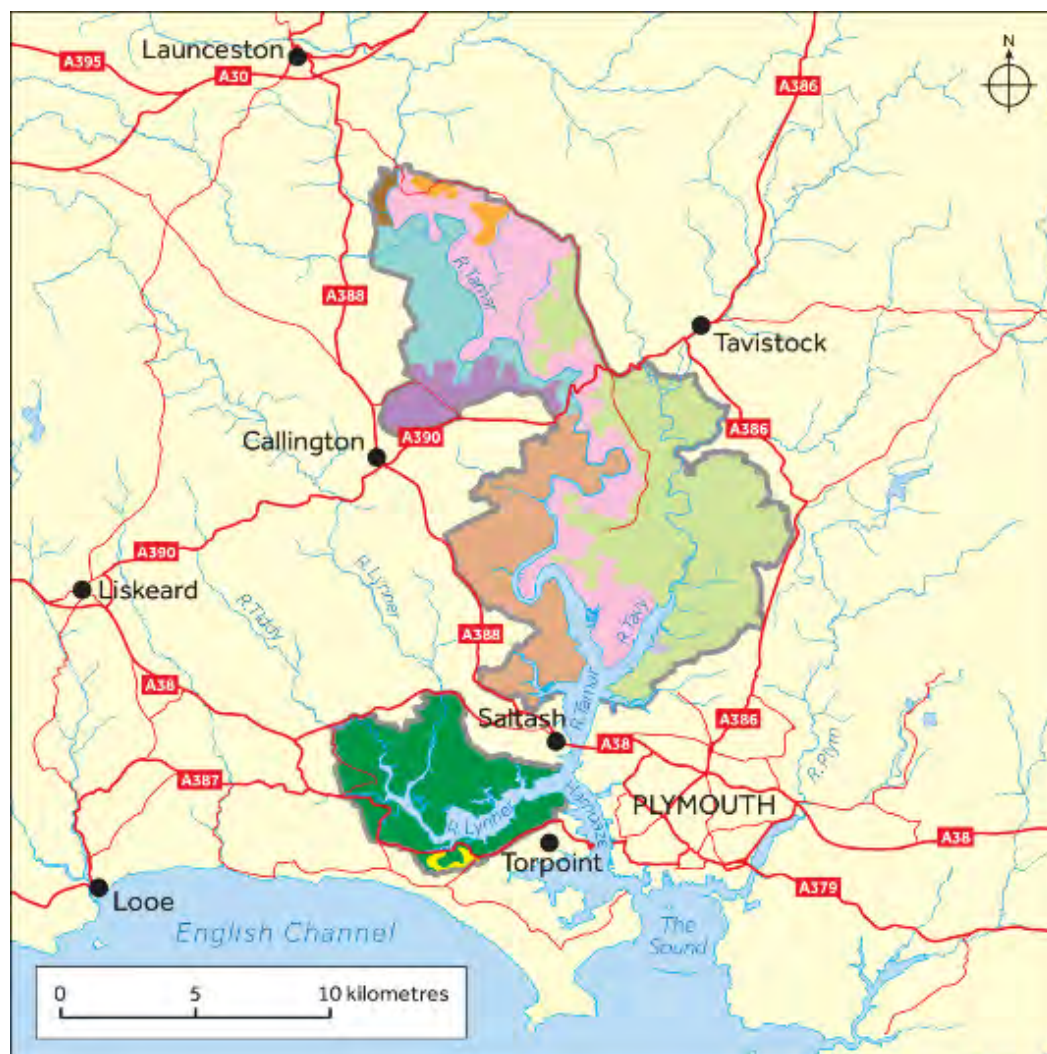 Launceston
N
A395
A30
A386
R. Tamar
A388
Tavistock
Callington
A390
A386
A390
Liskeard
R. Lynher
R. Tiddy
R. Tavy
A388
A38
R. Tamar
Saltash
A386
A38
R. Plym
A387
Hamoaze
PLYMOUTH
R. Lynher
A38
Torpoint
A379
Looe
The
Sound
English Channel
0 5 10 kilometres